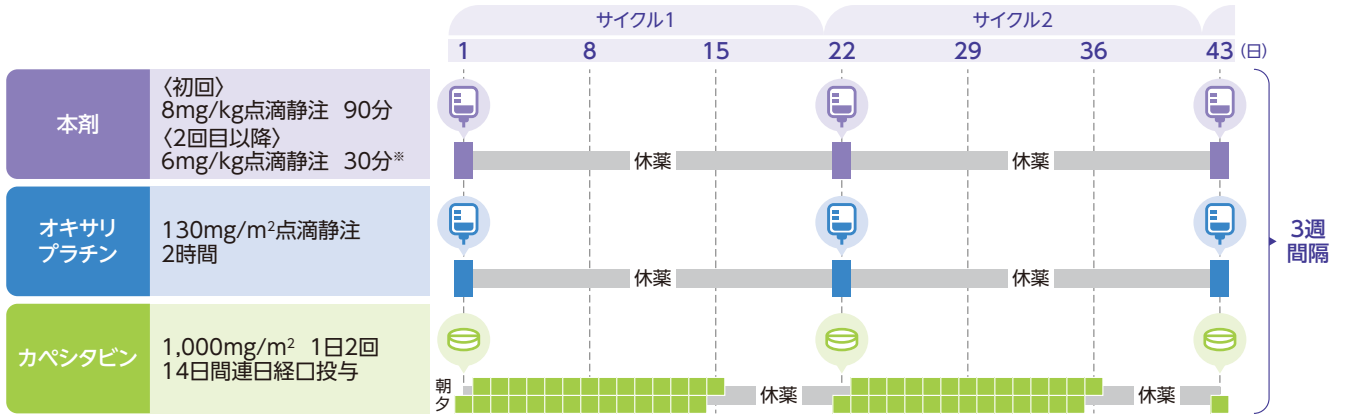 サイクル1 サイクル2
1 8 15 22 29 36 43 (日)
本剤
〈初回〉
8mg/kg点滴静注 90分
〈2回目以降〉
6mg/kg点滴静注 30分※
休薬 休薬
オキサリ
プラチン
130mg/m²点滴静注
2時間
休薬 休薬
カペシタビン
1,000mg/m² 1日2回
14日間連日経口投与
朝
夕
休薬 休薬
3週
間隔